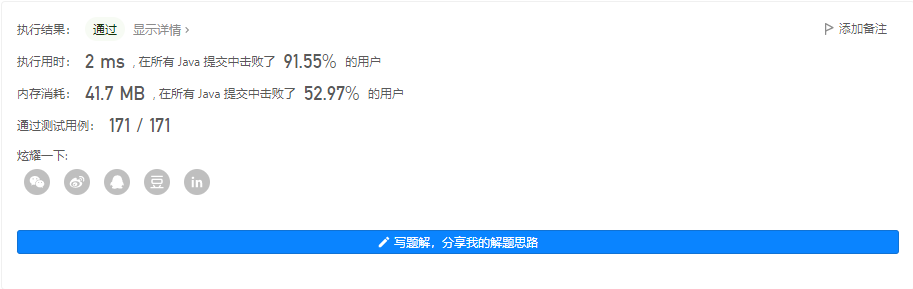 执行结果： 通过 显示详情 › 添加备注
执行用时： 2 ms , 在所有 Java 提交中击败了 91.55% 的用户
内存消耗： 41.7 MB , 在所有 Java 提交中击败了 52.97% 的用户
通过测试用例： 171 / 171
炫耀一下:
豆 in
写题解，分享我的解题思路